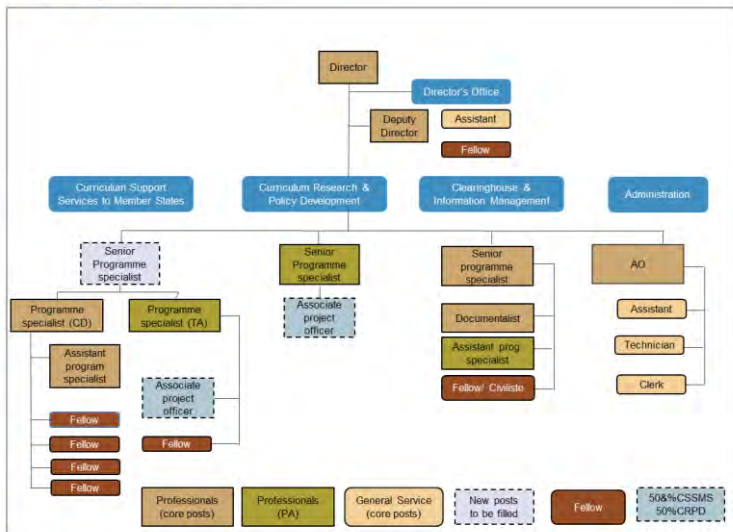 Director
Director's Office
Deputy
Director
Assistant
Fellow
Curriculum Support
Services to Member States
Curriculum Research &
Policy Development
Clearinghouse &
Information Management
Administration
Senior
Programme
specialist
Senior
Programme
specialist
Senior
programme
specialist
AO
Programme
specialist (CD)
Programme
specialist (TA)
Associate
project
officer
Documentalist
Assistant
Assistant prog.
specialist
Technician
Assistant
program
specialist
Associate
project
officer
Fellow/ Civiliste
Clerk
Fellow
Fellow
Fellow
Fellow
Fellow
Professionals
(core posts)
Professionals
(PA)
General Service
(core posts)
New posts
to be filled
Fellow
50&%CSSMS
50%CRPD